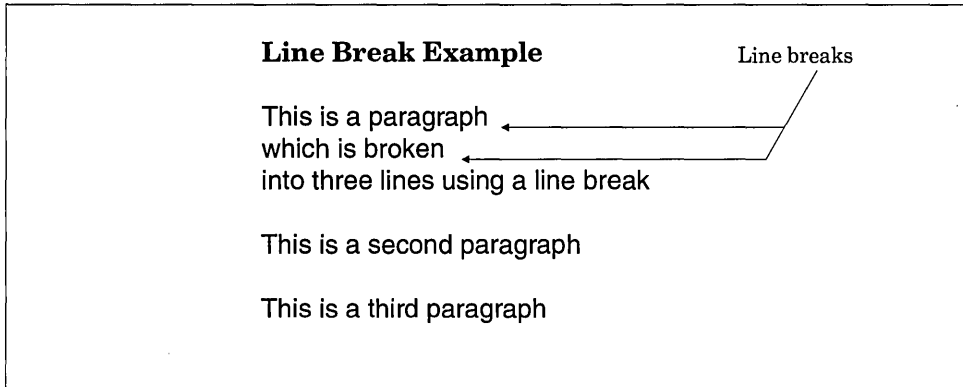 Line Break Example
Line breaks
This is a paragraph
which is broken
into three lines using a line break
This is a second paragraph
This is a third paragraph